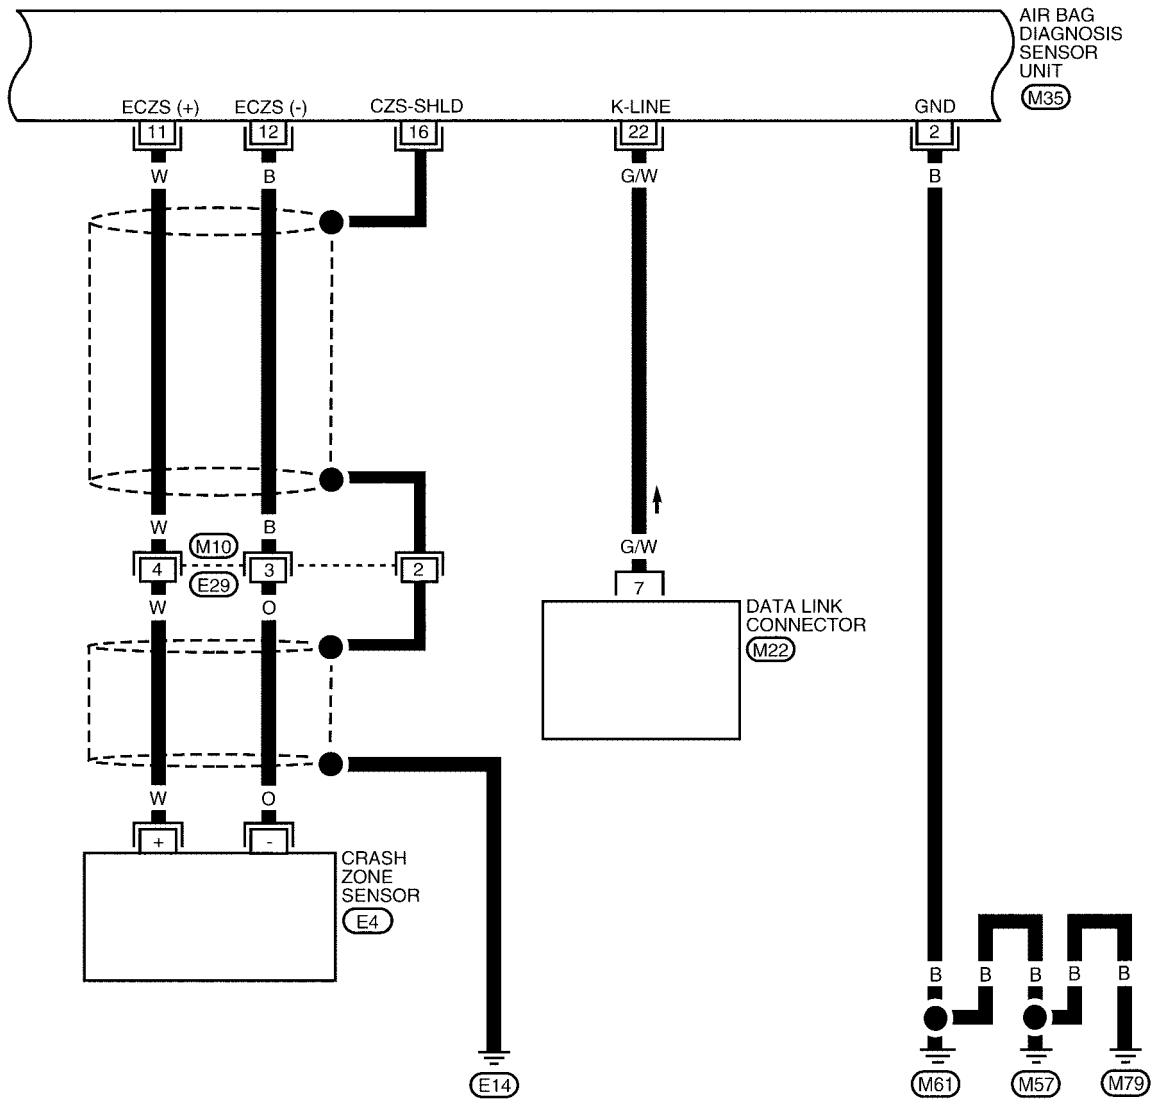 AIR BAG
DIAGNOSIS
SENSOR
UNIT
M35
ECZS (+) ECZS (-) CZS-SHLD K-LINE GND
11 12 16 22 2
W B G/W B
W M10 B G/W
4 E29 3 2 7
W O
DATA LINK
CONNECTOR
M22
W O
+ -
CRASH
ZONE
SENSOR
E4
B B B B B
E14 M61 M57 M79